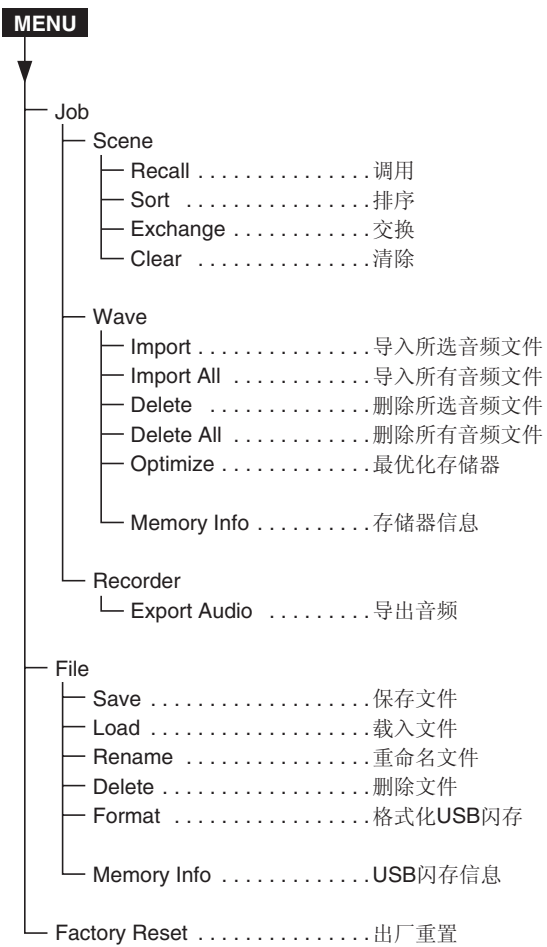 MENU
Job
Scene
Recall . . . . . . . . . . . . . . . 调用
Sort . . . . . . . . . . . . . . . . 排序
Exchange . . . . . . . . . . . . . 交换
Clear . . . . . . . . . . . . . . . 清除
Wave
Import . . . . . . . . . . . . . . . 导入所选音频文件
Import All . . . . . . . . . . . . 导入所有音频文件
Delete . . . . . . . . . . . . . . 删除所选音频文件
Delete All . . . . . . . . . . . . 删除所有音频文件
Optimize . . . . . . . . . . . . . 最优化存储器
Memory Info . . . . . . . . . . 存储器信息
Recorder
Export Audio . . . . . . . . . 导出音频
File
Save . . . . . . . . . . . . . . . . . . 保存文件
Load . . . . . . . . . . . . . . . . . . 载入文件
Rename . . . . . . . . . . . . . . . 重命名文件
Delete . . . . . . . . . . . . . . . . . 删除文件
Format . . . . . . . . . . . . . . . . 格式化USB闪存
Memory Info . . . . . . . . . . . . . USB闪存信息
Factory Reset . . . . . . . . . . . . . . 出厂重置